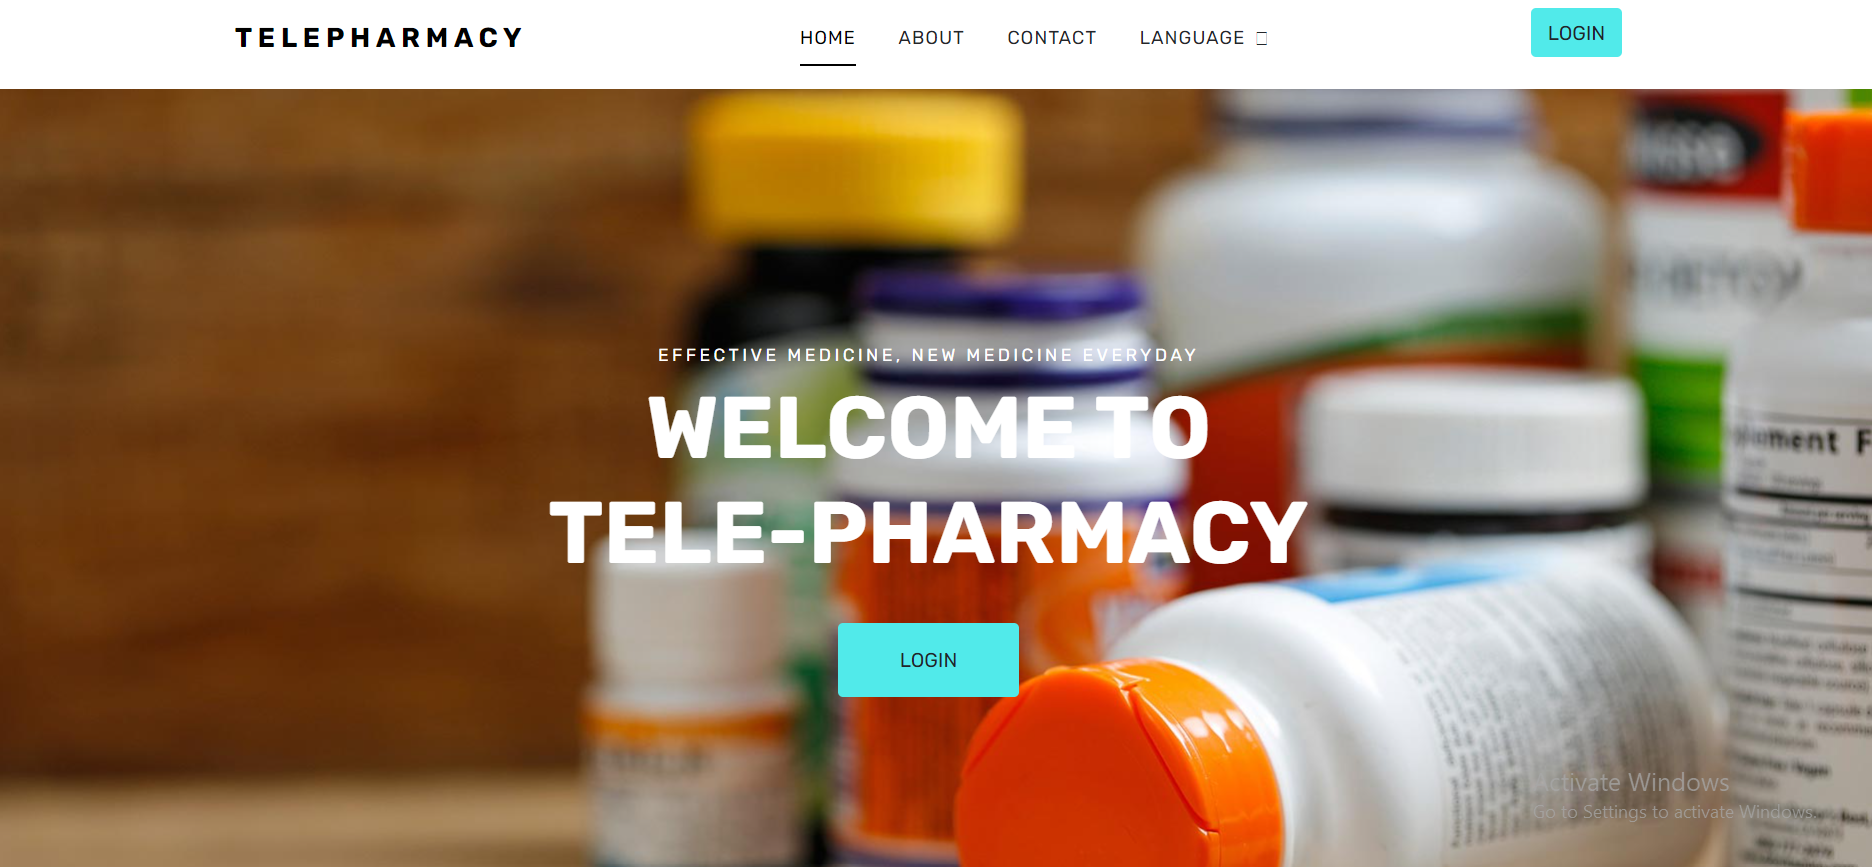 TELEPHARMACY
HOME ABOUT CONTACT LANGUAGE
LOGIN
EFFECTIVE MEDICINE, NEW MEDICINE EVERYDAY
WELCOME TO
TELE-PHARMACY
LOGIN
Activate Windows
Go to Settings to activate Windows.